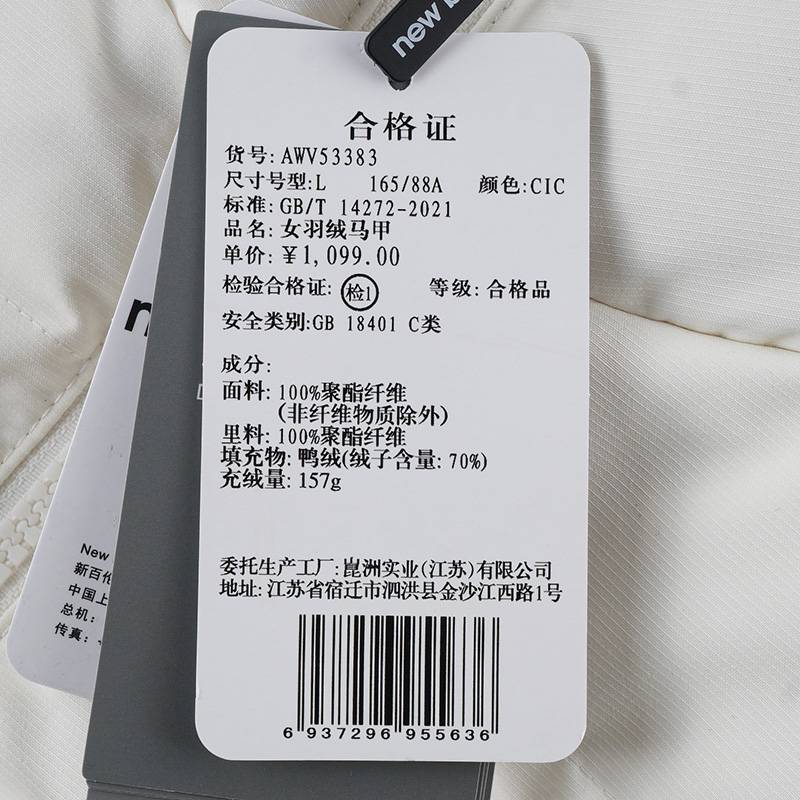 new b
合格证
货号: AWV53383
尺寸号型: L 165/88A 颜色: CIC
标准: GB/T 14272-2021
品名: 女羽绒马甲
单价: ¥1,099.00
检验合格证: 检1 等级: 合格品
安全类别: GB 18401 C类
成分:
面料: 100%聚酯纤维
(非纤维物质除外)
里料: 100%聚酯纤维
填充物: 鸭绒(绒子含量: 70%)
充绒量: 157g
委托生产工厂: 崑洲实业(江苏)有限公司
地址: 江苏省宿迁市泗洪县金沙江西路1号
6 937296 955636
n
New
新百伦
中国上
总机:
传真: